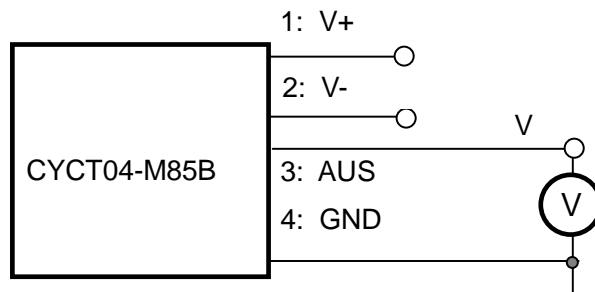 1: V+
2: V-
V
CYCT04-M85B
3: AUS
V
4: GND